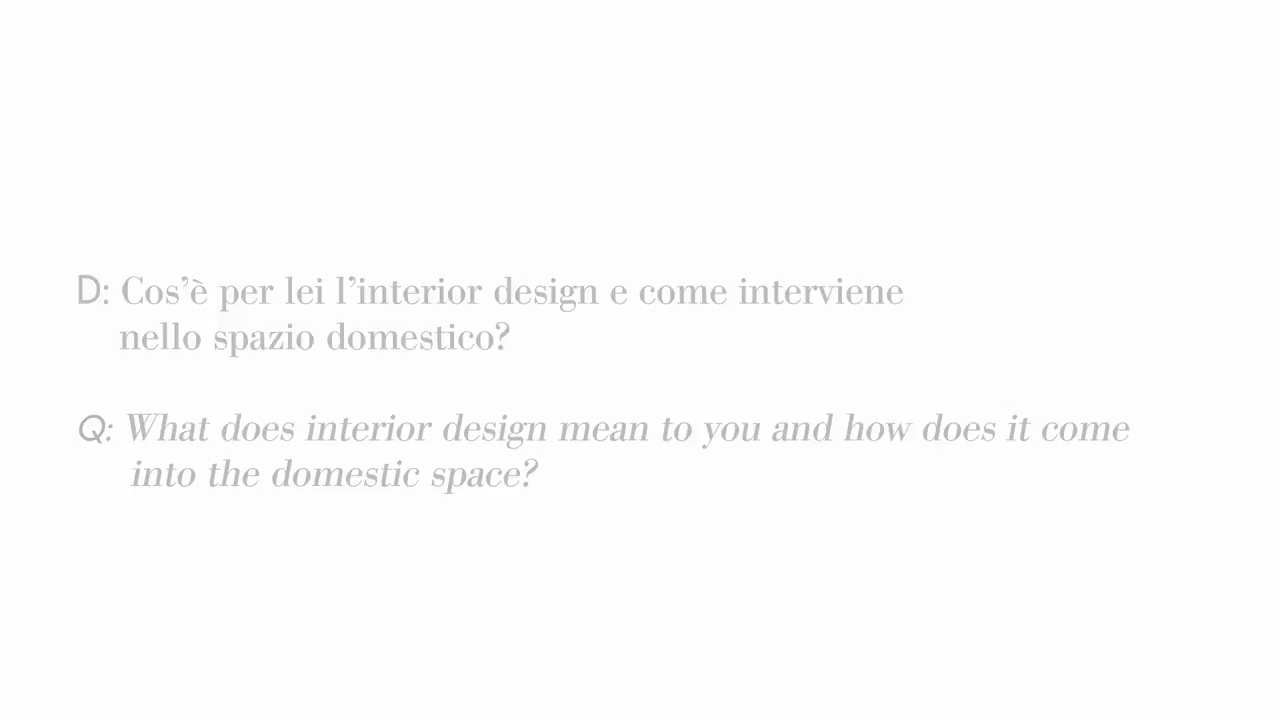 D: Cos’è per lei l’interior design e come interviene
nello spazio domestico?
Q: What does interior design mean to you and how does it come
into the domestic space?